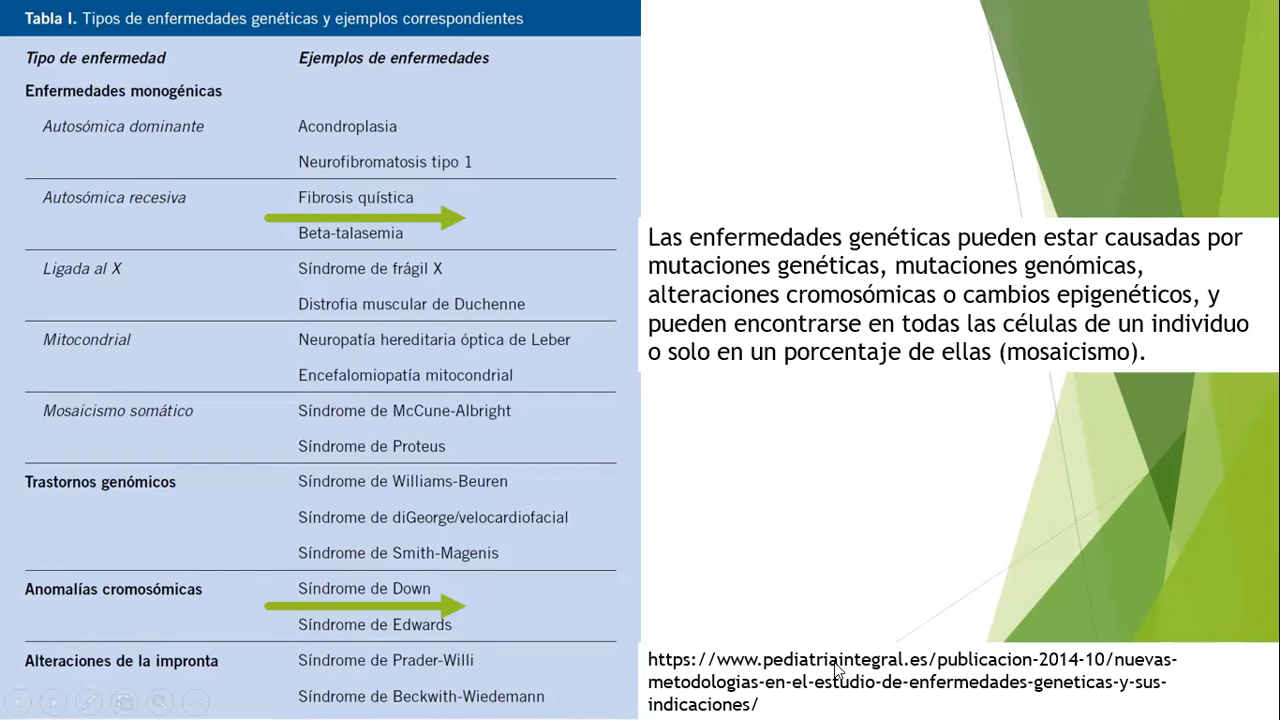 Tabla I. Tipos de enfermedades genéticas y ejemplos correspondientes
Tipo de enfermedad Ejemplos de enfermedades
Enfermedades monogénicas
Autosómica dominante Acondroplasia
Neurofibromatosis tipo 1
Autosómica recesiva Fibrosis quística
Beta-talasemia
Ligada al X Síndrome de frágil X
Distrofia muscular de Duchenne
Mitocondrial Neuropatía hereditaria óptica de Leber
Encefalomiopatía mitocondrial
Mosaicismo somático Síndrome de McCune-Albright
Síndrome de Proteus
Trastornos genómicos Síndrome de Williams-Beuren
Síndrome de diGeorge/velocardiofacial
Síndrome de Smith-Magenis
Anomalías cromosómicas Síndrome de Down
Síndrome de Edwards
Alteraciones de la impronta Síndrome de Prader-Willi
Síndrome de Beckwith-Wiedemann
Las enfermedades genéticas pueden estar causadas por
mutaciones genéticas, mutaciones genómicas,
alteraciones cromosómicas o cambios epigenéticos, y
pueden encontrarse en todas las células de un individuo
o solo en un porcentaje de ellas (mosaicismo).
https://www.pediatriaintegral.es/publicacion-2014-10/nuevas-
metodologias-en-el-estudio-de-enfermedades-geneticas-y-sus-
indicaciones/